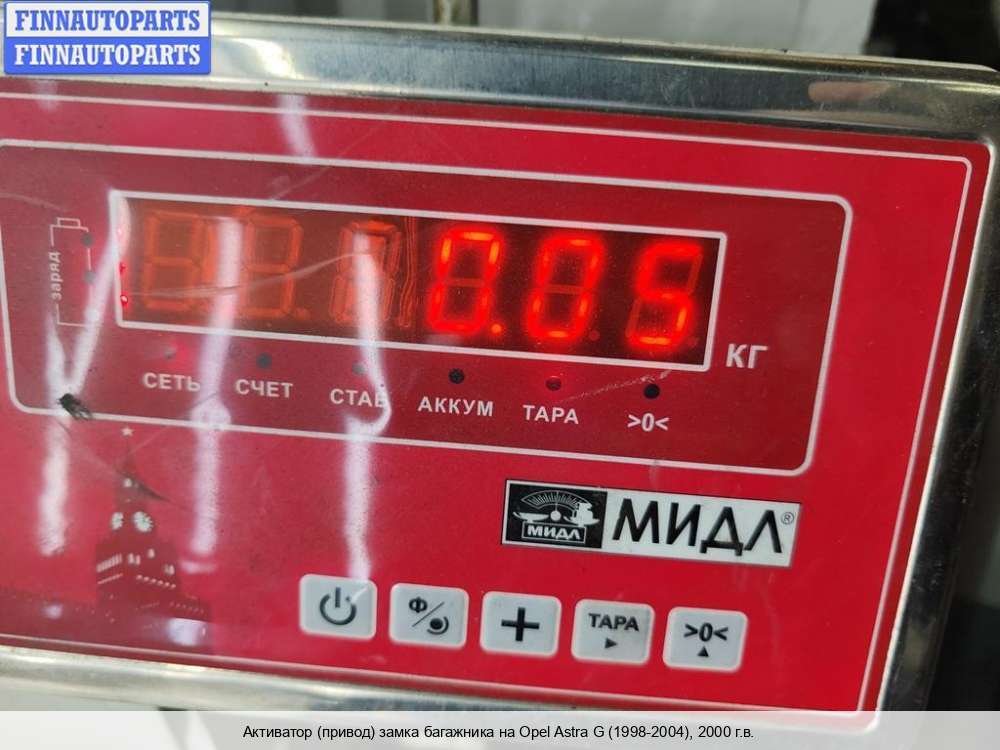 FINNAUTOPARTS
FINNAUTOPARTS
заряд
0.05
КГ
СЕТЬ СЧЕТ СТАБ АККУМ ТАРА >0<
МИДЛ МИДЛ®
Ф/ + ТАРА >0<
Активатор (привод) замка багажника на Opel Astra G (1998-2004), 2000 г.в.